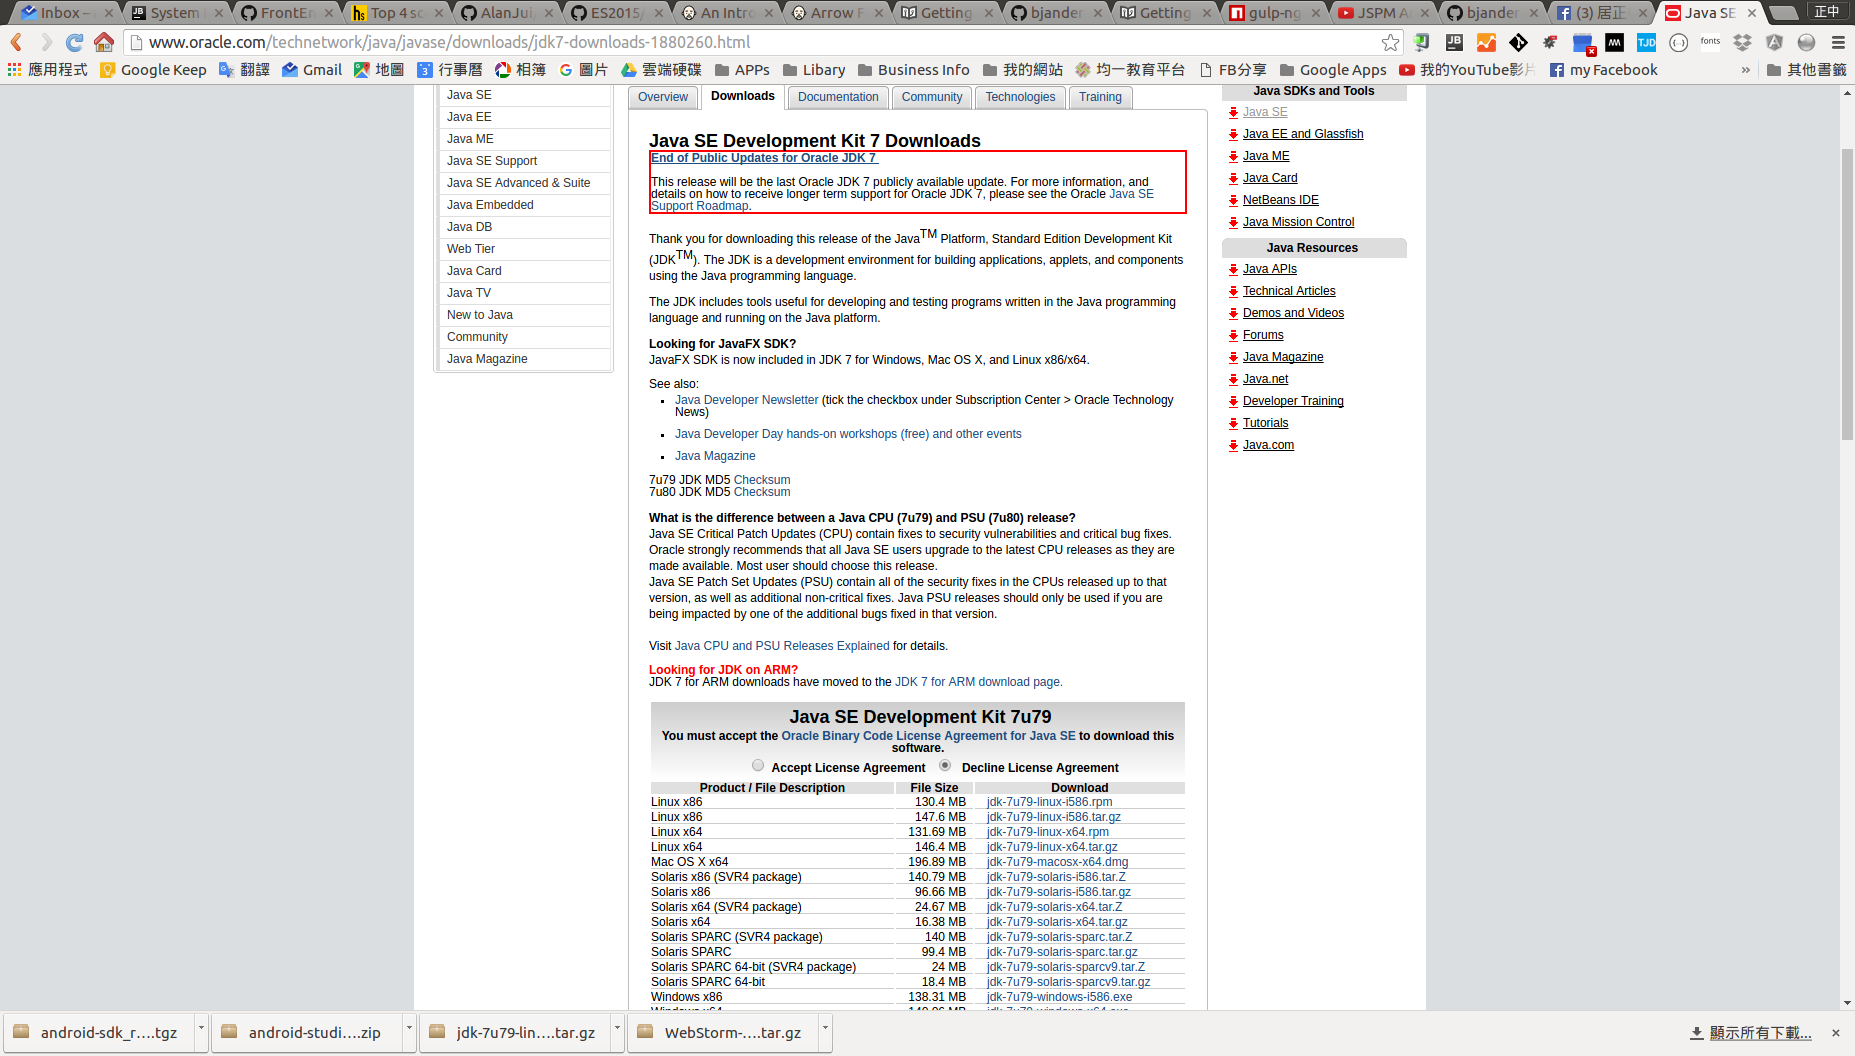 Inbox –
System
FrontEn
Top 4 sc
AlanJui
ES2015/
An Intro
Arrow F
Getting
bjander
Getting
gulp-ng
JSPM A
bjander
(3) 居正
Java SE
正中
www.oracle.com/technetwork/java/javase/downloads/jdk7-downloads-1880260.html
應用程式
Google Keep
翻譯
Gmail
地圖
行事曆
相簿
圖片
雲端硬碟
APPs
Libary
Business Info
我的網站
均一教育平台
FB分享
Google Apps
我的YouTube影片
my Facebook
»
其他書籤
Java SE
Java EE
Java ME
Java SE Support
Java SE Advanced & Suite
Java Embedded
Java DB
Web Tier
Java Card
Java TV
New to Java
Community
Java Magazine
Overview
Downloads
Documentation
Community
Technologies
Training
Java SE Development Kit 7 Downloads
End of Public Updates for Oracle JDK 7
This release will be the last Oracle JDK 7 publicly available update. For more information, and
details on how to receive longer term support for Oracle JDK 7, please see the Oracle Java SE
Support Roadmap.
Thank you for downloading this release of the Java™ Platform, Standard Edition Development Kit
(JDK™). The JDK is a development environment for building applications, applets, and components
using the Java programming language.
The JDK includes tools useful for developing and testing programs written in the Java programming
language and running on the Java platform.
Looking for JavaFX SDK?
JavaFX SDK is now included in JDK 7 for Windows, Mac OS X, and Linux x86/x64.
See also:
Java Developer Newsletter (tick the checkbox under Subscription Center > Oracle Technology
News)
Java Developer Day hands-on workshops (free) and other events
Java Magazine
7u79 JDK MD5 Checksum
7u80 JDK MD5 Checksum
What is the difference between a Java CPU (7u79) and PSU (7u80) release?
Java SE Critical Patch Updates (CPU) contain fixes to security vulnerabilities and critical bug fixes.
Oracle strongly recommends that all Java SE users upgrade to the latest CPU releases as they are
made available. Most user should choose this release.
Java SE Patch Set Updates (PSU) contain all of the security fixes in the CPUs released up to that
version, as well as additional non-critical fixes. Java PSU releases should only be used if you are
being impacted by one of the additional bugs fixed in that version.
Visit Java CPU and PSU Releases Explained for details.
Looking for JDK on ARM?
JDK 7 for ARM downloads have moved to the JDK 7 for ARM download page.
Java SE Development Kit 7u79
You must accept the Oracle Binary Code License Agreement for Java SE to download this
software.
Accept License Agreement Decline License Agreement
Product / File Description File Size Download
Linux x86 130.4 MB jdk-7u79-linux-i586.rpm
Linux x86 147.6 MB jdk-7u79-linux-i586.tar.gz
Linux x64 131.69 MB jdk-7u79-linux-x64.rpm
Linux x64 146.4 MB jdk-7u79-linux-x64.tar.gz
Mac OS X x64 196.89 MB jdk-7u79-macosx-x64.dmg
Solaris x86 (SVR4 package) 140.79 MB jdk-7u79-solaris-i586.tar.Z
Solaris x86 96.66 MB jdk-7u79-solaris-i586.tar.gz
Solaris x64 (SVR4 package) 24.67 MB jdk-7u79-solaris-x64.tar.Z
Solaris x64 16.38 MB jdk-7u79-solaris-x64.tar.gz
Solaris SPARC (SVR4 package) 140 MB jdk-7u79-solaris-sparc.tar.Z
Solaris SPARC 99.4 MB jdk-7u79-solaris-sparc.tar.gz
Solaris SPARC 64-bit (SVR4 package) 24 MB jdk-7u79-solaris-sparcv9.tar.Z
Solaris SPARC 64-bit 18.4 MB jdk-7u79-solaris-sparcv9.tar.gz
Windows x86 138.31 MB jdk-7u79-windows-i586.exe
Java SDKs and Tools
Java SE
Java EE and Glassfish
Java ME
Java Card
NetBeans IDE
Java Mission Control
Java Resources
Java APIs
Technical Articles
Demos and Videos
Forums
Java Magazine
Java.net
Developer Training
Tutorials
Java.com
android-sdk_r....tgz
android-studi....zip
jdk-7u79-lin....tar.gz
WebStorm-....tar.gz
顯示所有下載...